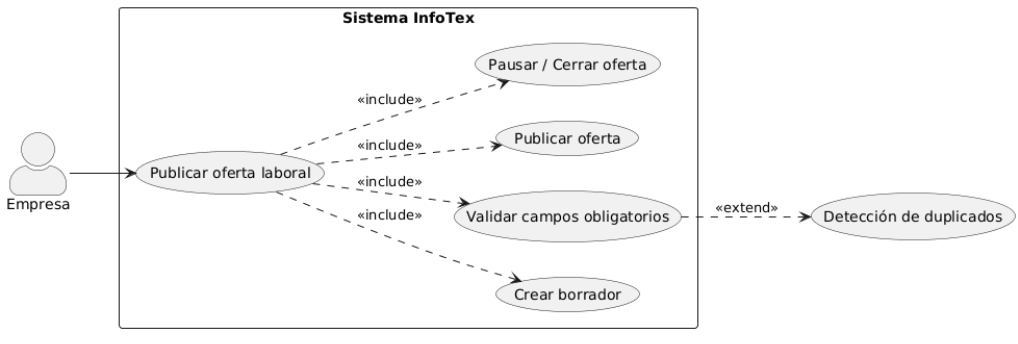 Sistema InfoTex
Pausar / Cerrar oferta
«include»
Publicar oferta
«include»
Publicar oferta laboral
«include»
Validar campos obligatorios
«extend»
Detección de duplicados
«include»
Empresa
Crear borrador